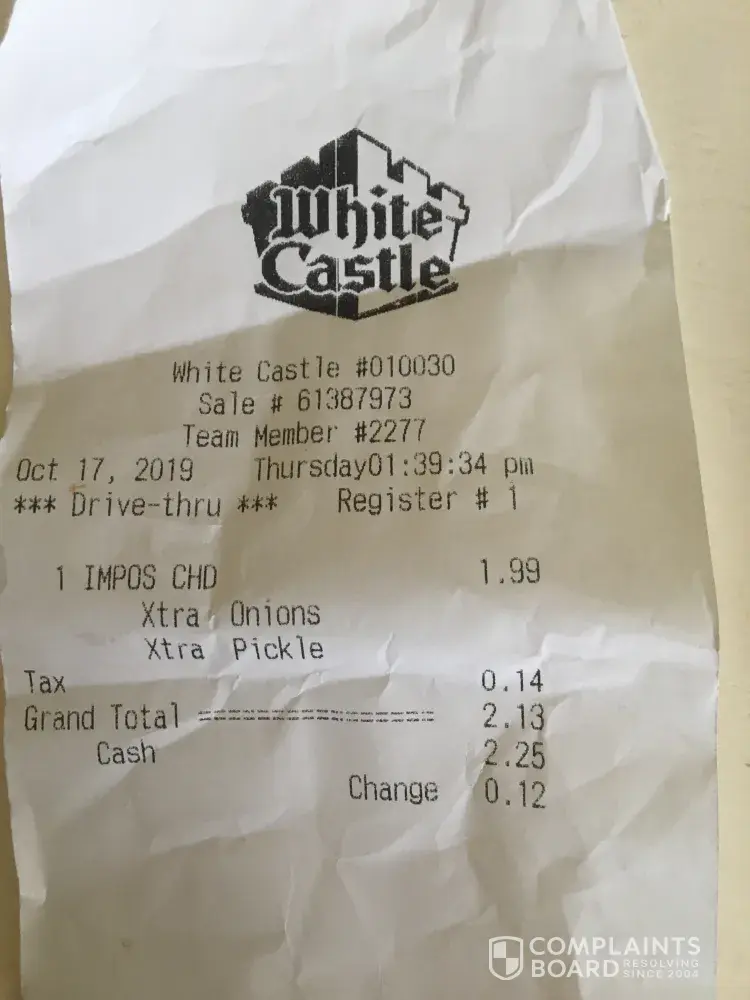 White
Castle
White Castle #010030
Sale # 61387973
Team Member #2277
Oct 17, 2019 Thursday01:39:34 pm
*** Drive-thru *** Register # 1
1 IMPOS CHD 1.99
Xtra Onions
Xtra Pickle
Tax 0.14
Grand Total ================ 2.13
Cash 2.25
Change 0.12
COMPLAINTS
BOARD RESOLVING
SINCE 2004